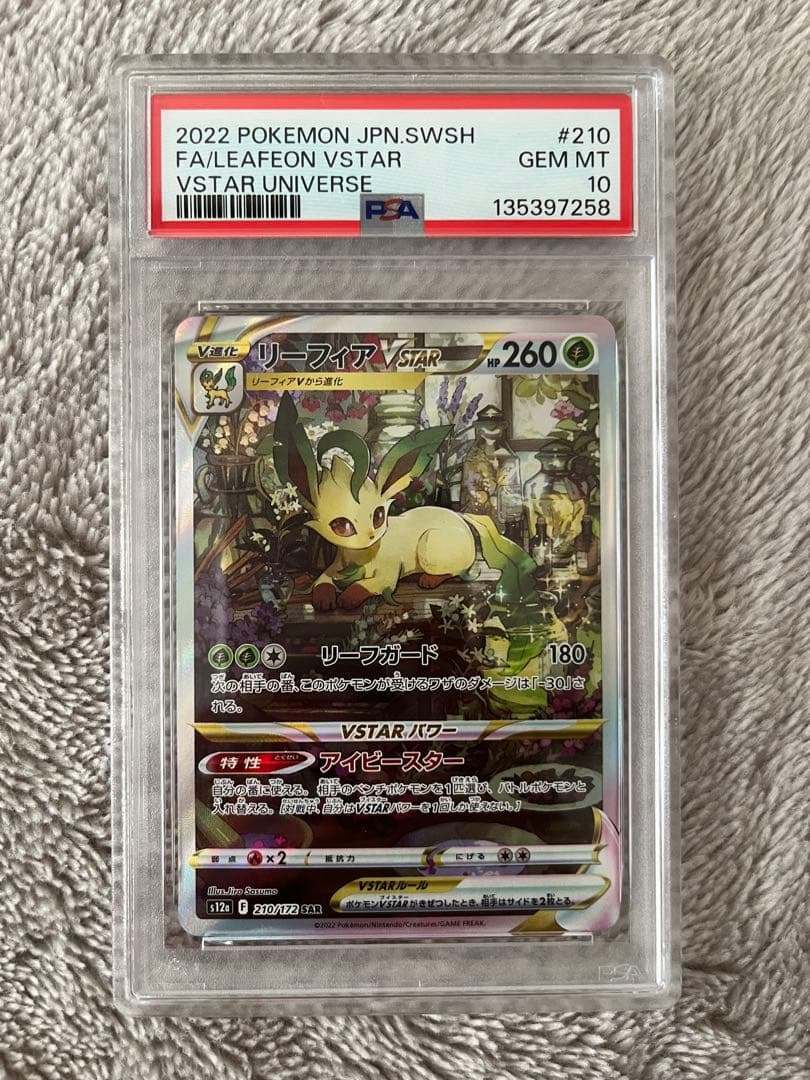 2022 POKEMON JPN.SWSH #210
FA/LEAFEON VSTAR GEM MT
VSTAR UNIVERSE 10
PSA 135397258
V進化 リーフィア VSTAR HP 260
リーフィアVから進化
リーフガード 180
次の相手の番、このポケモンが受けるワザのダメージは「-30」さ
れる。
VSTARパワー
特性 アイビースター
自分の番に使える。相手のベンチポケモンを1匹選び、バトルポケモンと
入れ替える。[対戦中、自分はVSTARパワーを1回しか使えない。]
弱点 ×2 抵抗力 にげる
Illus.Jiro Sasumo
VSTARルール
ポケモンVSTARがきぜつしたとき、相手はサイドを2枚とる。
s12a F 210/172 SAR
©2022 Pokémon/Nintendo/Creatures/GAME FREAK.
PSA